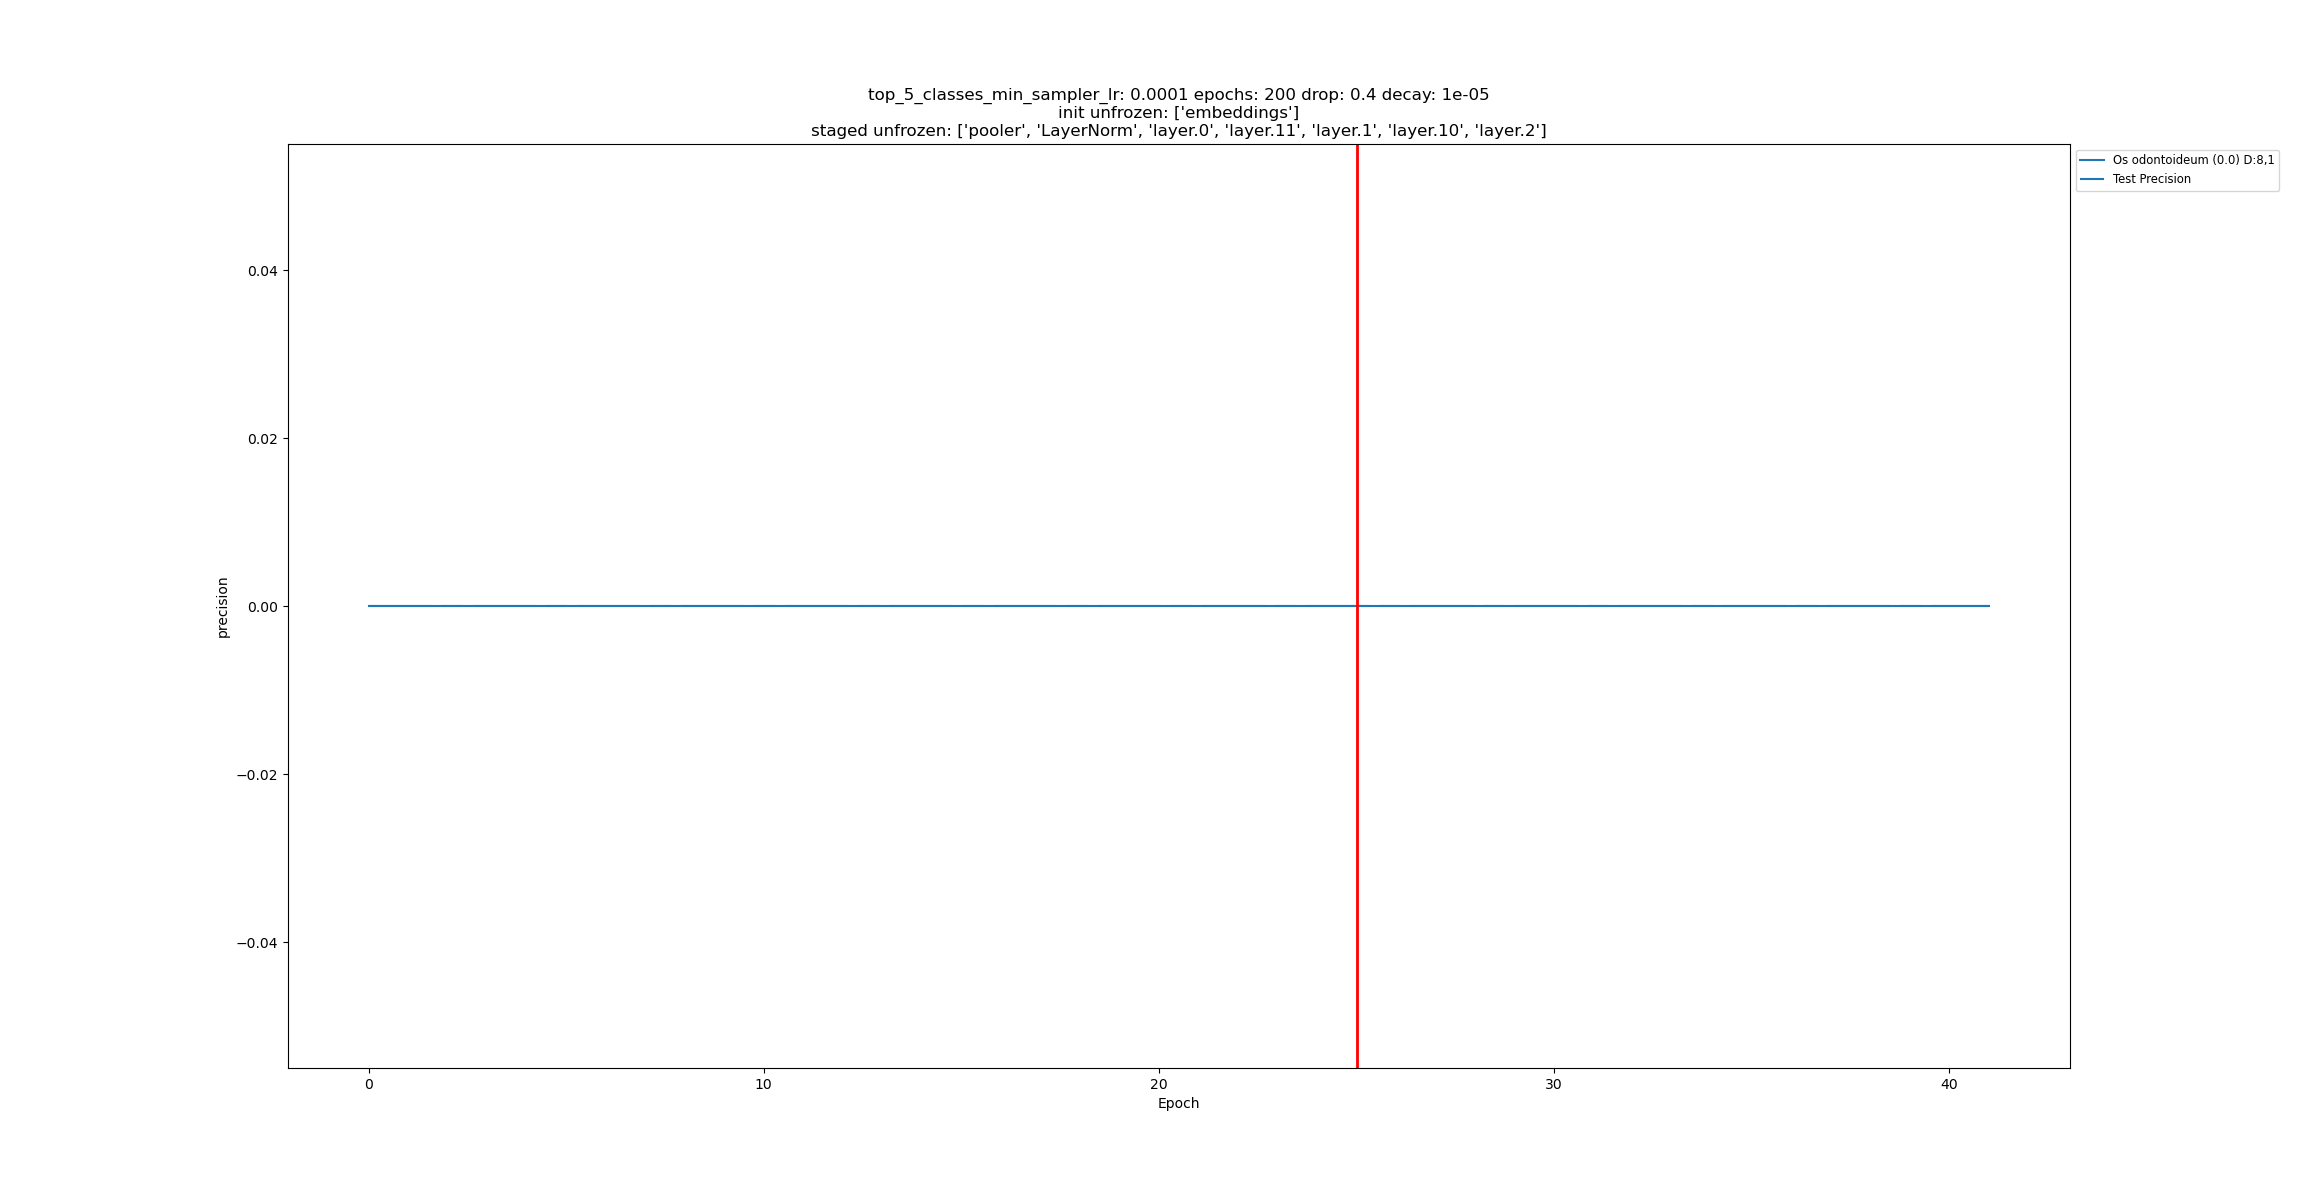 top_5_classes_min_sampler_lr: 0.0001 epochs: 200 drop: 0.4 decay: 1e-05
init unfrozen: ['embeddings']
staged unfrozen: ['pooler', 'LayerNorm', 'layer.0', 'layer.11', 'layer.1', 'layer.10', 'layer.2']
Os odontoideum (0.0) D:8,1
Test Precision
0.04
0.02
0.00
−0.02
−0.04
precision
0
10
20
30
40
Epoch